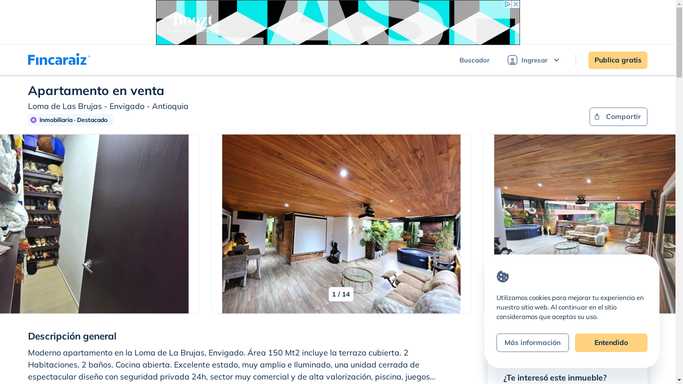 Boozt
Fincaraiz
Buscador
Ingresar
Publica gratis
Apartamento en venta
Loma de Las Brujas - Envigado - Antioquia
Inmobiliaria · Destacado
Compartir
1 / 14
Utilizamos cookies para mejorar tu experiencia en
nuestro sitio web. Al continuar en el sitio
consideramos que aceptas su uso.
Más información
Entendido
Descripción general
Moderno apartamento en la Loma de La Brujas, Envigado. Área 150 Mt2 incluye la terraza cubierta. 2
Habitaciones, 2 baños. Cocina abierta. Excelente estado, muy amplio e iluminado, una unidad cerrada de
espectacular diseño con seguridad privada 24h, sector muy comercial y de alta valorización, piscina, juegos...
¿Te interesó este inmueble?